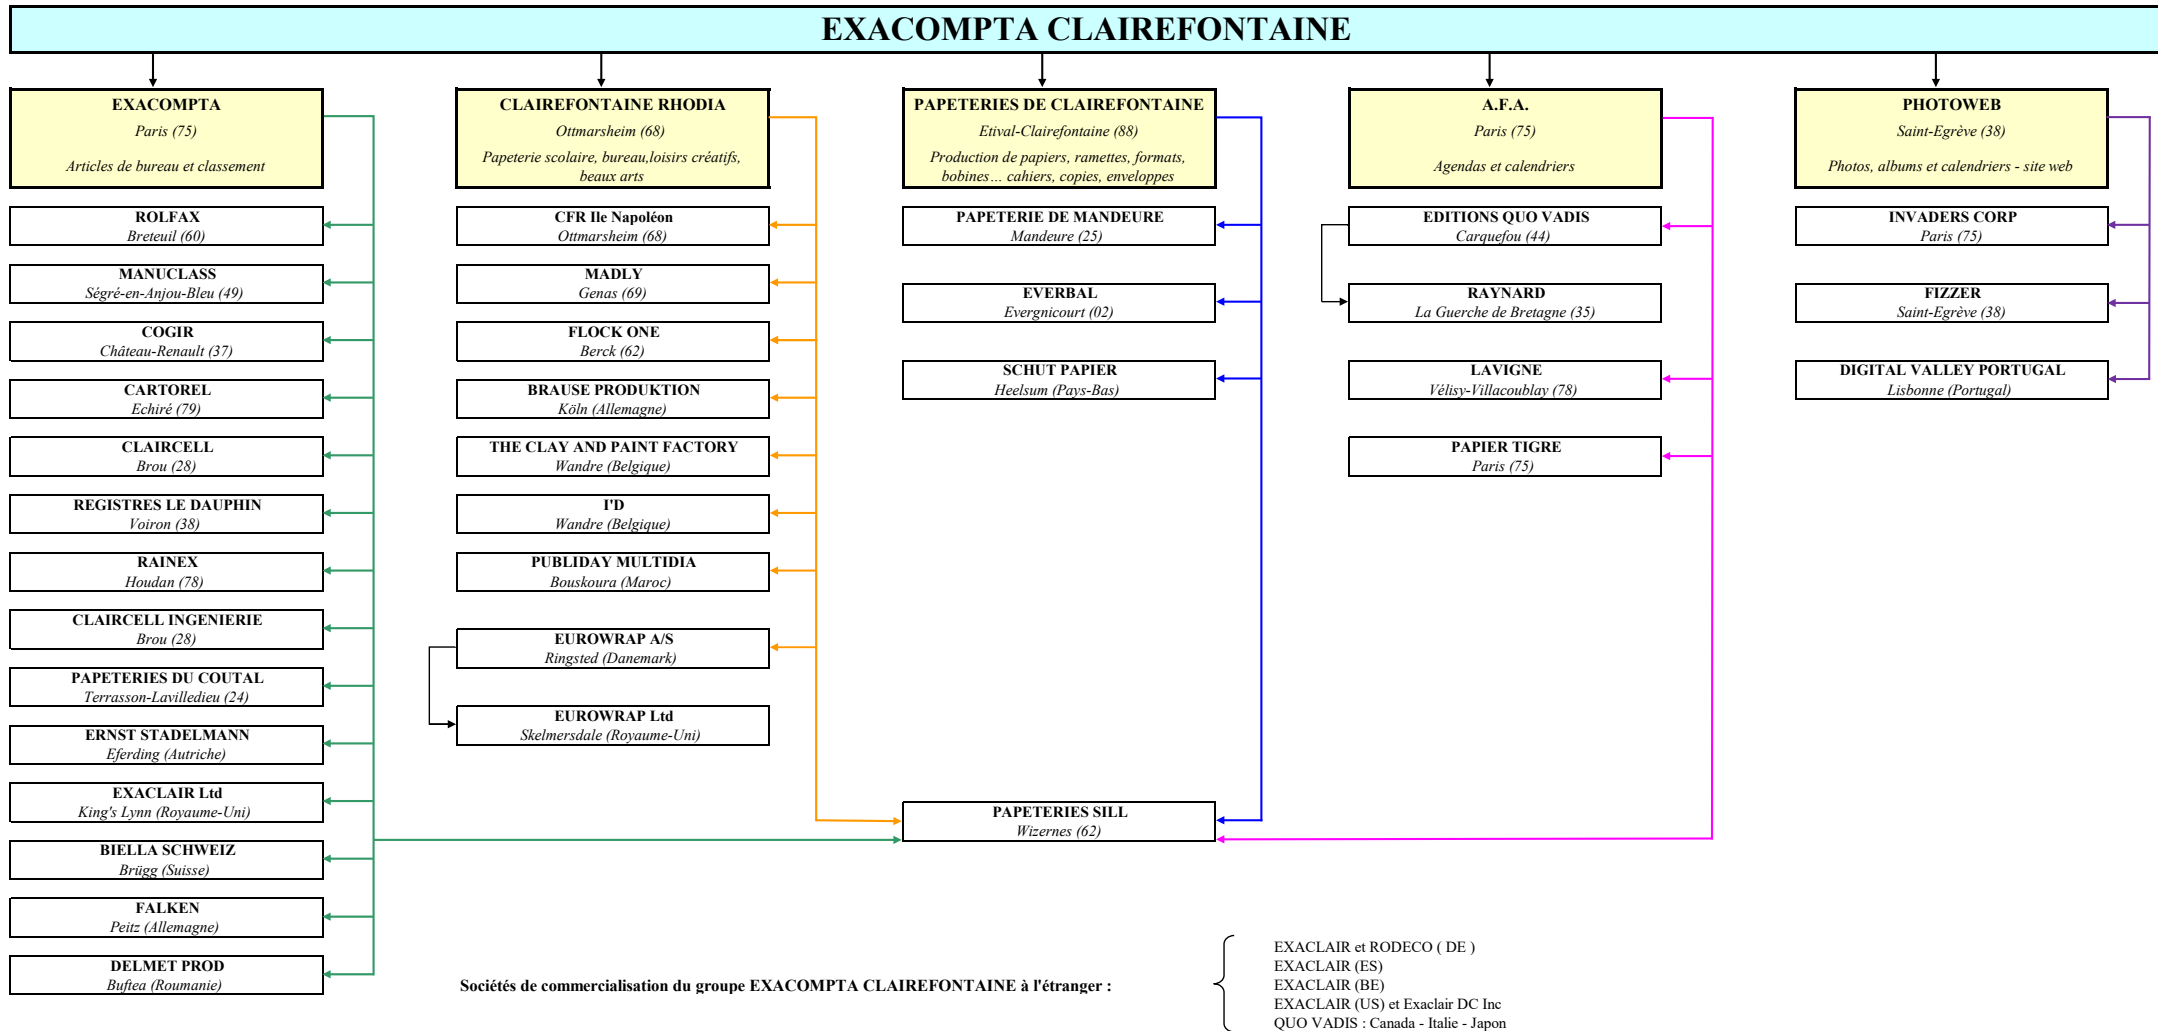 EXACOMPTA CLAIREFONTAINE
EXACOMPTA
Paris (75)
Articles de bureau et classement
ROLFAX
Breteuil (60)
MANUCLASS
Ségré-en-Anjou-Bleu (49)
COGIR
Château-Renault (37)
CARTOREL
Echiré (79)
CLAIRCELL
Brou (28)
REGISTRES LE DAUPHIN
Voiron (38)
RAINEX
Houdan (78)
CLAIRCELL INGENIERIE
Brou (28)
PAPETERIES DU COUTAL
Terrasson-Lavilledieu (24)
ERNST STADELMANN
Eferding (Autriche)
EXACLAIR Ltd
King's Lynn (Royaume-Uni)
BIELLA SCHWEIZ
Brügg (Suisse)
FALKEN
Peitz (Allemagne)
DELMET PROD
Buftea (Roumanie)
CLAIREFONTAINE RHODIA
Ottmarsheim (68)
Papeterie scolaire, bureau,loisirs créatifs,
beaux arts
CFR Ile Napoléon
Ottmarsheim (68)
MADLY
Genas (69)
FLOCK ONE
Berck (62)
BRAUSE PRODUKTION
Köln (Allemagne)
THE CLAY AND PAINT FACTORY
Wandre (Belgique)
I'D
Wandre (Belgique)
PUBLIDAY MULTIDIA
Bouskoura (Maroc)
EUROWRAP A/S
Ringsted (Danemark)
EUROWRAP Ltd
Skelmersdale (Royaume-Uni)
PAPETERIES DE CLAIREFONTAINE
Etival-Clairefontaine (88)
Production de papiers, ramettes, formats,
bobines… cahiers, copies, enveloppes
PAPETERIE DE MANDEURE
Mandeure (25)
EVERBAL
Evergnicourt (02)
SCHUT PAPIER
Heelsum (Pays-Bas)
PAPETERIES SILL
Wizernes (62)
A.F.A.
Paris (75)
Agendas et calendriers
EDITIONS QUO VADIS
Carquefou (44)
RAYNARD
La Guerche de Bretagne (35)
LAVIGNE
Vélisy-Villacoublay (78)
PAPIER TIGRE
Paris (75)
PHOTOWEB
Saint-Egrève (38)
Photos, albums et calendriers - site web
INVADERS CORP
Paris (75)
FIZZER
Saint-Egrève (38)
DIGITAL VALLEY PORTUGAL
Lisbonne (Portugal)
Sociétés de commercialisation du groupe EXACOMPTA CLAIREFONTAINE à l'étranger :
EXACLAIR et RODECO ( DE )
EXACLAIR (ES)
EXACLAIR (BE)
EXACLAIR (US) et Exaclair DC Inc
QUO VADIS : Canada - Italie - Japon